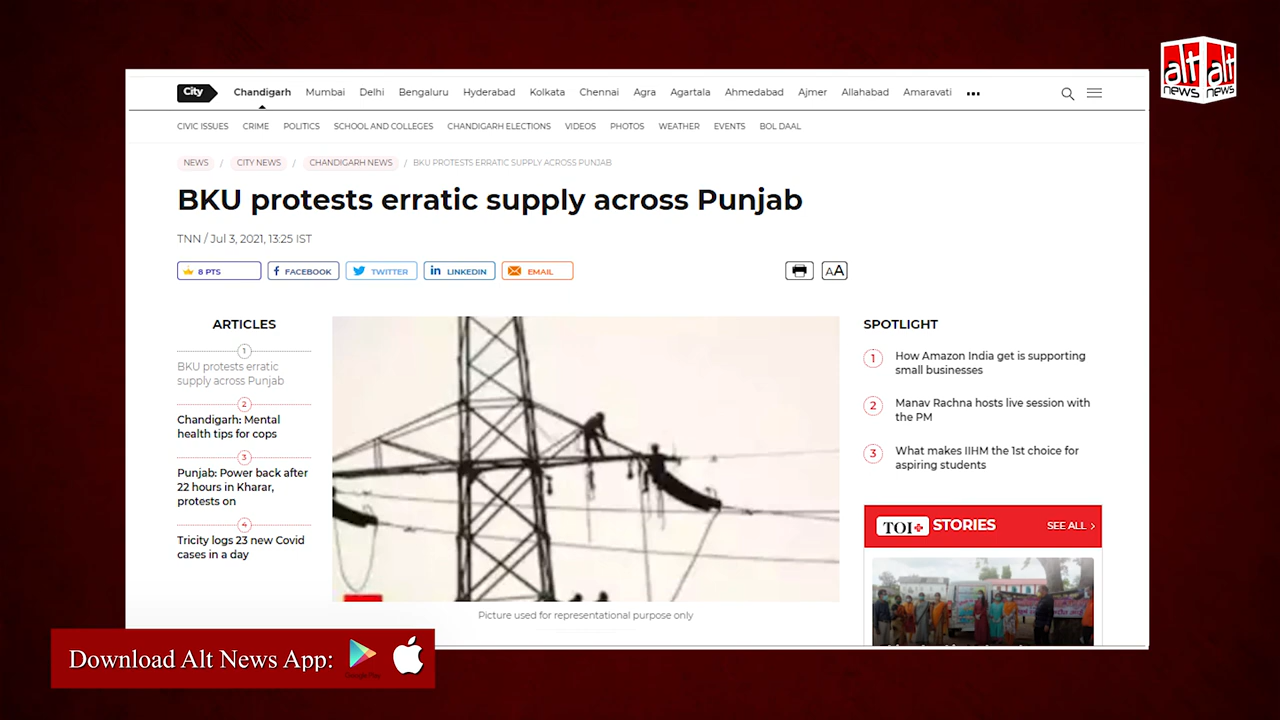 alt alt
news news
City Chandigarh Mumbai Delhi Bengaluru Hyderabad Kolkata Chennai Agra Agartala Ahmedabad Ajmer Allahabad Amaravati •••
CIVIC ISSUES CRIME POLITICS SCHOOL AND COLLEGES CHANDIGARH ELECTIONS VIDEOS PHOTOS WEATHER EVENTS BOL DAAL
NEWS / CITY NEWS / CHANDIGARH NEWS / BKU PROTESTS ERRATIC SUPPLY ACROSS PUNJAB
BKU protests erratic supply across Punjab
TNN / Jul 3, 2021, 13:25 IST
8 PTS FACEBOOK TWITTER LINKEDIN EMAIL AA
ARTICLES
1
BKU protests erratic
supply across Punjab
2
Chandigarh: Mental
health tips for cops
3
Punjab: Power back after
22 hours in Kharar,
protests on
4
Tricity logs 23 new Covid
cases in a day
Picture used for representational purpose only
SPOTLIGHT
1 How Amazon India get is supporting
small businesses
2 Manav Rachna hosts live session with
the PM
3 What makes IIHM the 1st choice for
aspiring students
TOI+ STORIES SEE ALL >
Download Alt News App:
Google Play